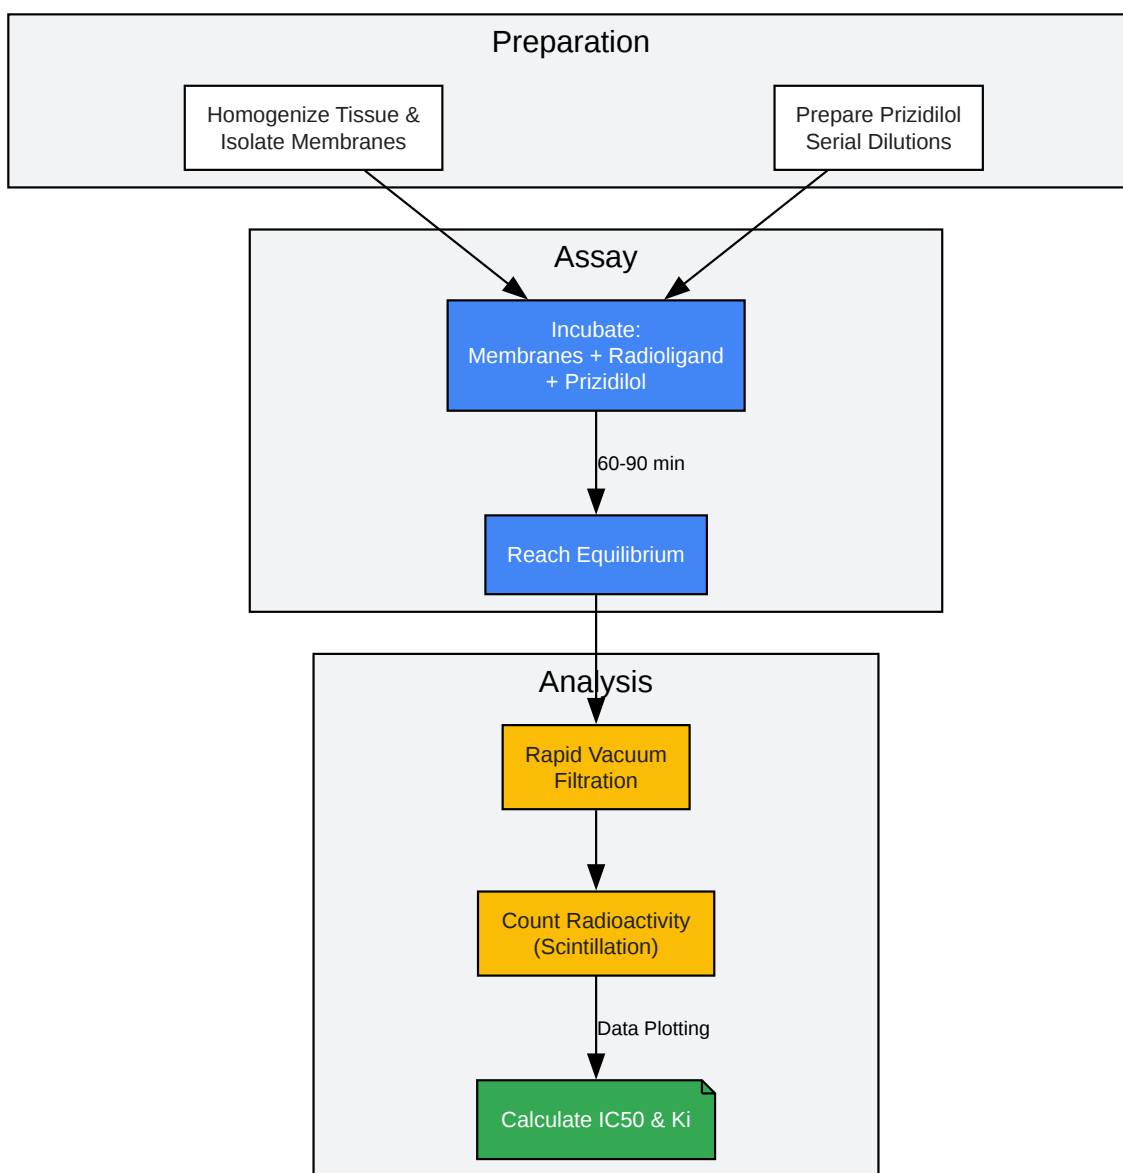 Preparation
Homogenize Tissue &
Isolate Membranes
Prepare Prizidilol
Serial Dilutions
Assay
Incubate:
Membranes + Radioligand
+ Prizidilol
60-90 min
Reach Equilibrium
Analysis
Rapid Vacuum
Filtration
Count Radioactivity
(Scintillation)
Data Plotting
Calculate IC50 & Ki